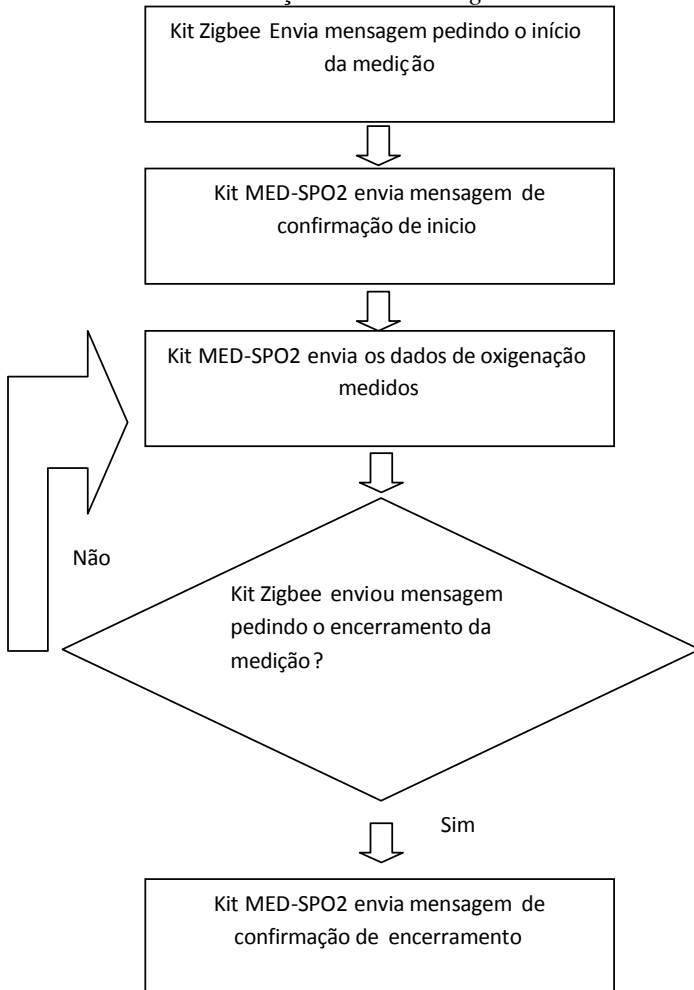 Kit Zigbee Envia mensagem pedindo o início
da medição
Kit MED-SPO2 envia mensagem de
confirmação de inicio
Kit MED-SPO2 envia os dados de oxigenação
medidos
Não
Kit Zigbee enviou mensagem
pedindo o encerramento da
medição ?
Sim
Kit MED-SPO2 envia mensagem de
confirmação de encerramento